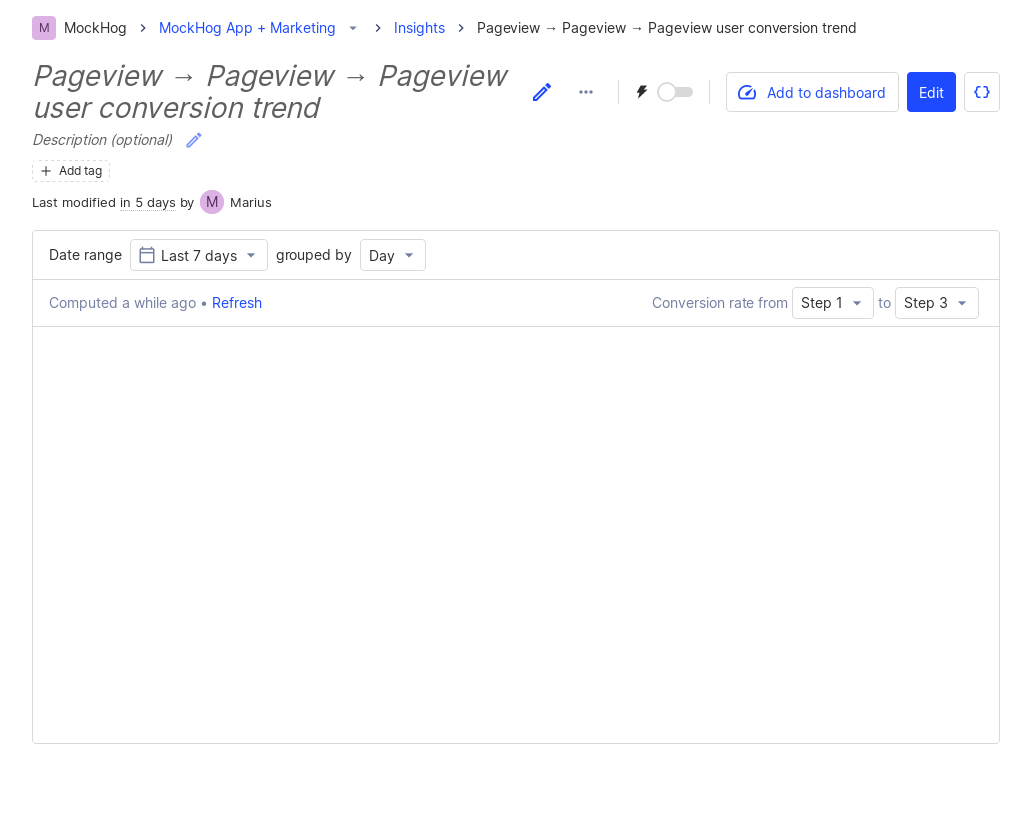 M MockHog MockHog App + Marketing Insights Pageview → Pageview → Pageview user conversion trend
Pageview → Pageview → Pageview
user conversion trend
Add to dashboard Edit
Description (optional)
Add tag
Last modified in 5 days by M Marius
Date range Last 7 days grouped by Day
Computed a while ago • Refresh Conversion rate from Step 1 to Step 3